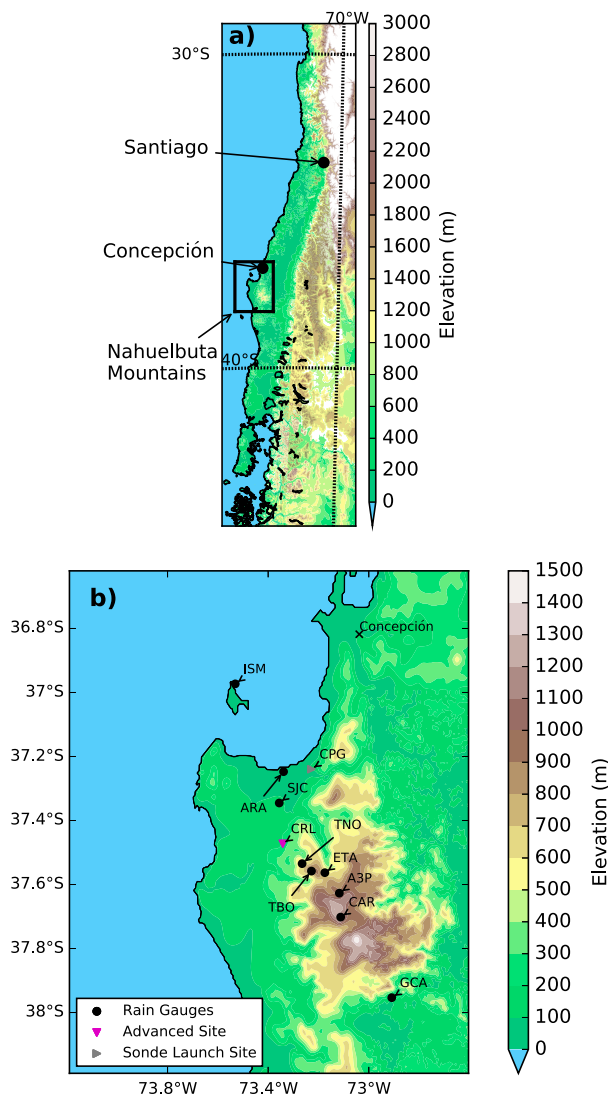 70°W
a)
30°S
Santiago
Concepción
Nahuelbuta
Mountains
40°S
3000
2800
2600
2400
2200
2000
1800
1600
1400
1200
1000
800
600
400
200
0
Elevation (m)
b)
36.8°S
37°S
37.2°S
37.4°S
37.6°S
37.8°S
38°S
Concepción
ISM
CPG
ARA
SJC
CRL
TNO
ETA
TBO
A3P
CAR
GCA
Rain Gauges
Advanced Site
Sonde Launch Site
73.8°W
73.4°W
73°W
1500
1400
1300
1200
1100
1000
900
800
700
600
500
400
300
200
100
0
Elevation (m)